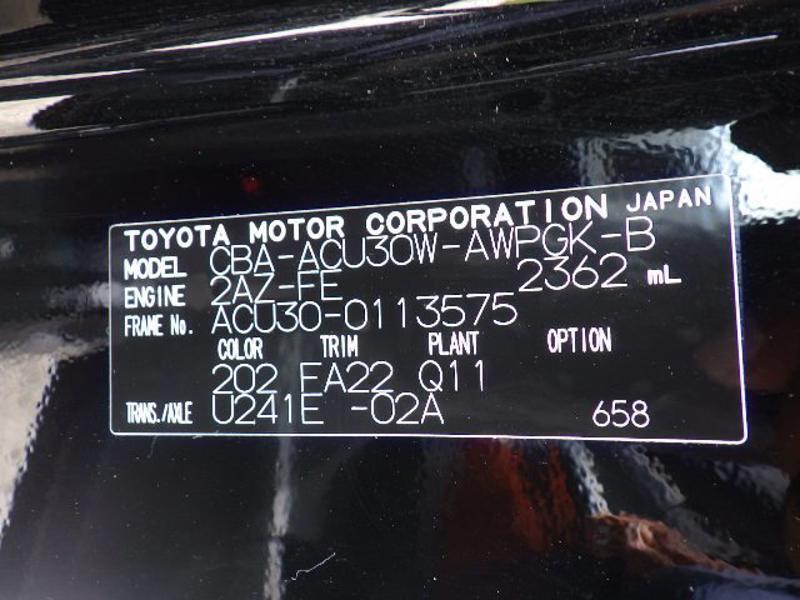 TOYOTA MOTOR CORPORATION JAPAN
MODEL CBA-ACU30W-AWPGK-B
ENGINE 2AZ-FE 2362 mL
FRAME No. ACU30-0113575
COLOR TRIM PLANT OPTION
202 EA22 Q11
TRANS./AXLE U241E -02A 658